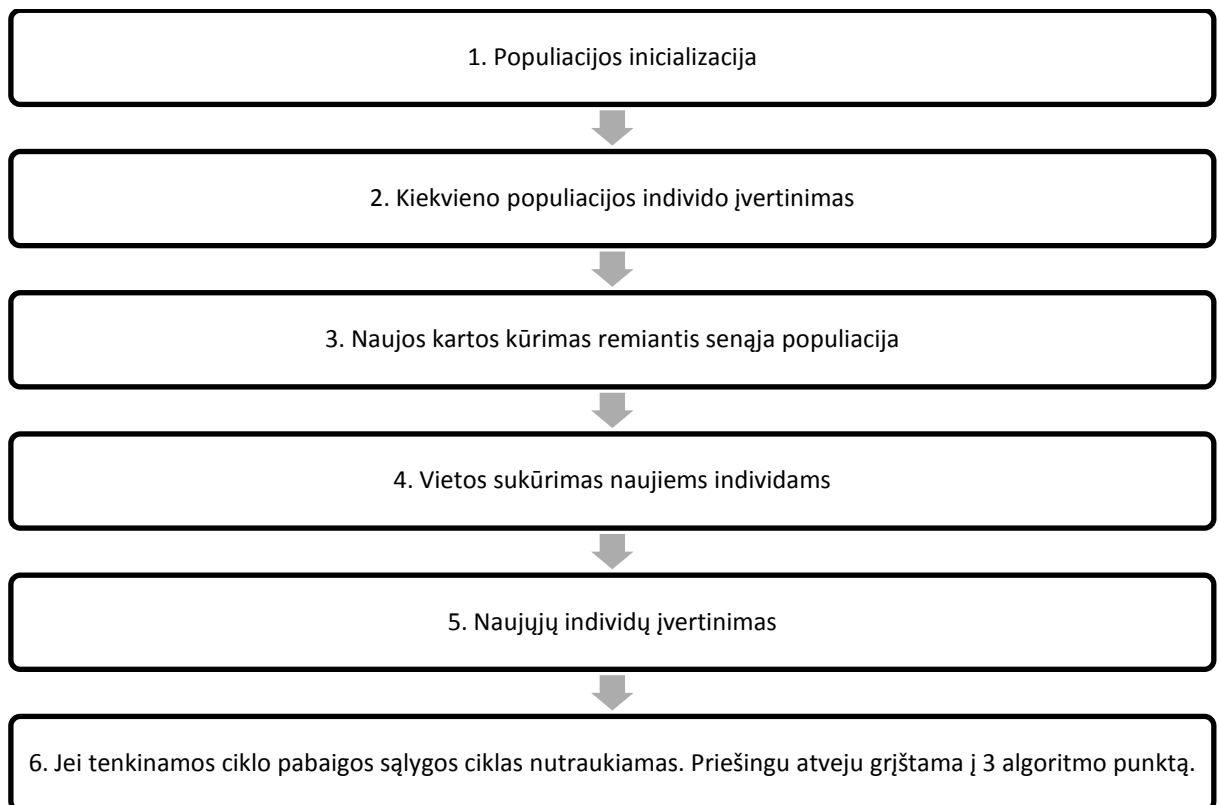 1. Populiacijos inicializacija
2. Kiekvieno populiacijos individo įvertinimas
3. Naujos kartos kūrimas remiantis senąja populiacija
4. Vietos sukūrimas naujiems individams
5. Naujųjų individų įvertinimas
6. Jei tenkinamos ciklo pabaigos sąlygos ciklas nutraukiamas. Priešingu atveju grįštama į 3 algoritmo punktą.